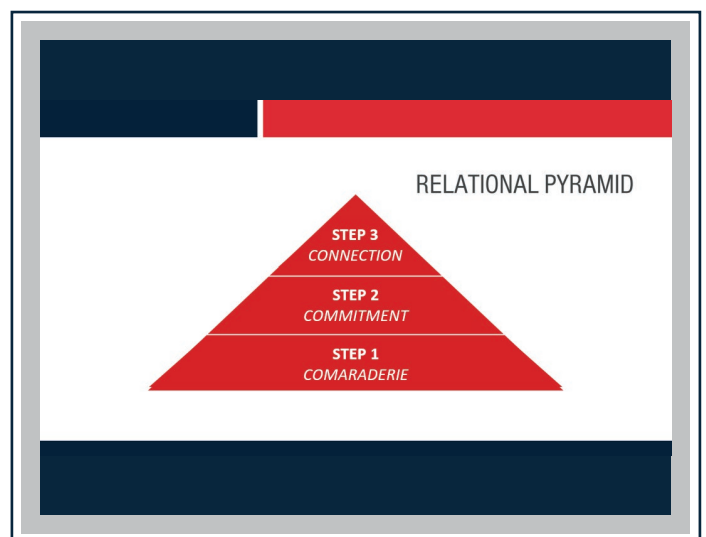 RELATIONAL PYRAMID
STEP 3
CONNECTION
STEP 2
COMMITMENT
STEP 1
COMARADERIE